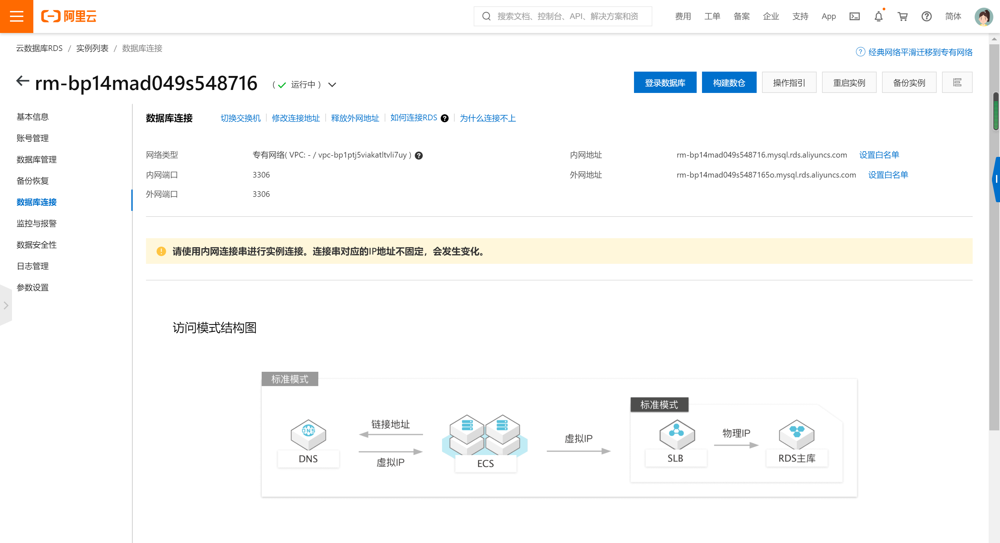 阿里云
搜索文档、控制台、API、解决方案和资
费用 工单 备案 企业 支持 App 简体
云数据库RDS / 实例列表 / 数据库连接
经典网络平滑迁移到专有网络
rm-bp14mad049s548716 ( 运行中 )
登录数据库 构建数仓 操作指引 重启实例 备份实例
基本信息
账号管理
数据库管理
备份恢复
数据库连接
监控与报警
数据安全性
日志管理
参数设置
数据库连接 切换交换机 修改连接地址 释放外网地址 如何连接RDS 为什么连接不上
网络类型 专有网络( VPC: - / vpc-bp1ptj5viakatltvli7uy ) 内网地址 rm-bp14mad049s548716.mysql.rds.aliyuncs.com 设置白名单
内网端口 3306 外网地址 rm-bp14mad049s5487165o.mysql.rds.aliyuncs.com 设置白名单
外网端口 3306
请使用内网连接串进行实例连接。连接串对应的IP地址不固定，会发生变化。
访问模式结构图
标准模式
标准模式
链接地址
虚拟IP
虚拟IP
物理IP
DNS
DNS
ECS
SLB
RDS主库